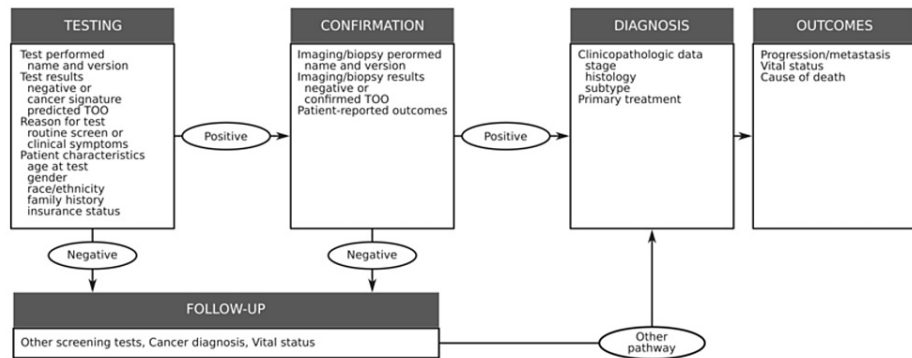 TESTING
Test performed
name and version
Test results
negative or
cancer signature
predicted TOO
Reason for test
routine screen or
clinical symptoms
Patient characteristics
age at test
gender
race/ethnicity
family history
insurance status
Positive
CONFIRMATION
Imaging/biopsy perormed
name and version
Imaging/biopsy results
negative or
confirmed TOO
Patient-reported outcomes
Positive
DIAGNOSIS
Clinicopathologic data
stage
histology
subtype
Primary treatment
OUTCOMES
Progression/metastasis
Vital status
Cause of death
Negative
Negative
FOLLOW-UP
Other screening tests, Cancer diagnosis, Vital status
Other
pathway